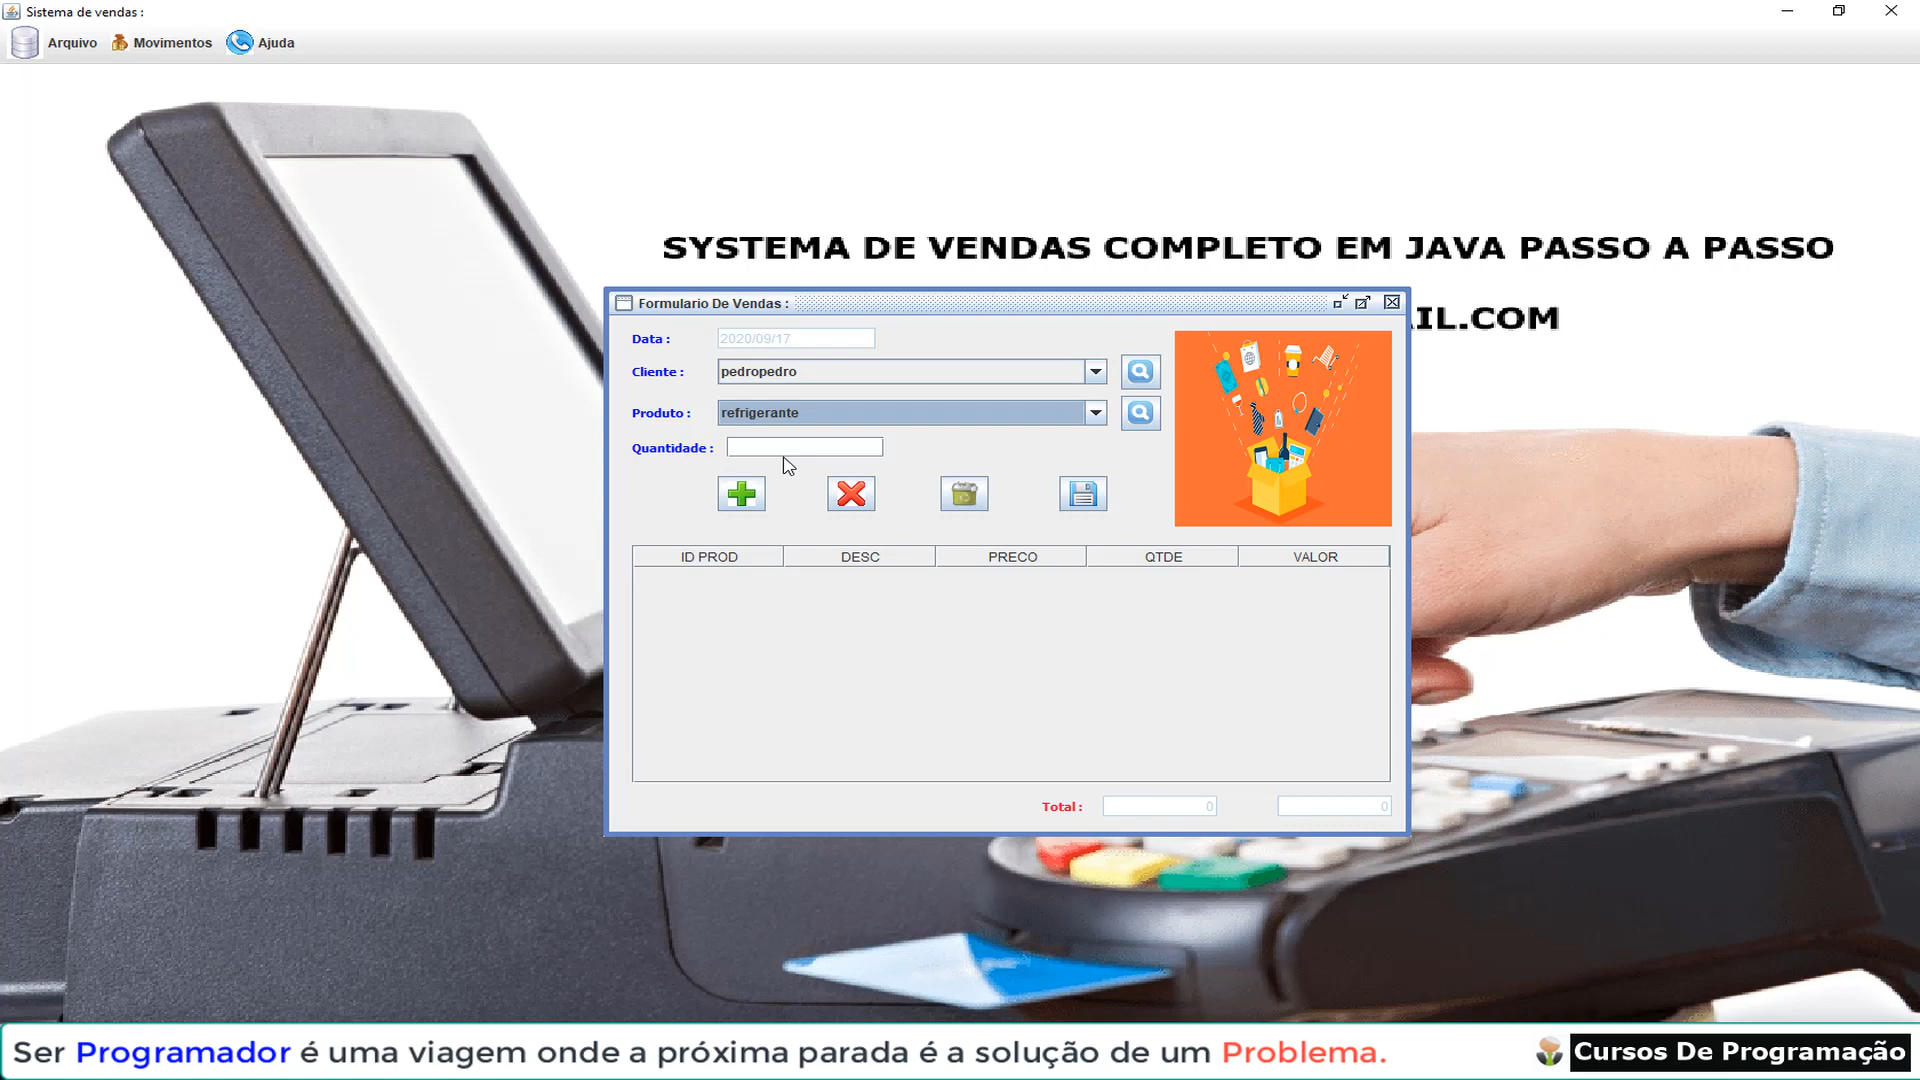 Sistema de vendas :
Arquivo Movimentos Ajuda
SYSTEMA DE VENDAS COMPLETO EM JAVA PASSO A PASSO
IL.COM
Formulario De Vendas :
Data : 2020/09/17
Cliente : pedropedro
Produto : refrigerante
Quantidade :
ID PROD DESC PRECO QTDE VALOR
Total : 0 0
Ser Programador é uma viagem onde a próxima parada é a solução de um Problema.
Cursos De Programação